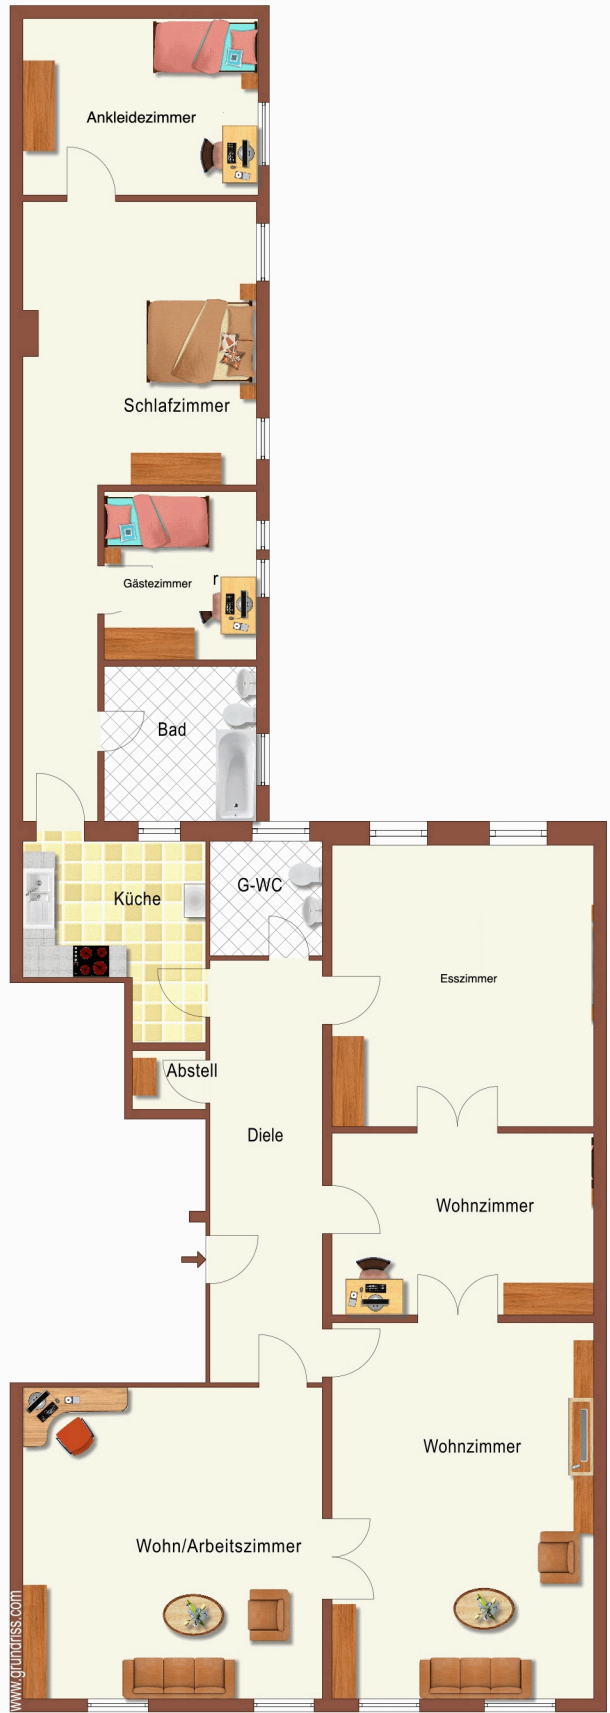 Ankleidezimmer
Schlafzimmer
Gästezimmer r
Bad
Küche
G-WC
Esszimmer
Abstell
Diele
Wohnzimmer
Wohnzimmer
Wohn/Arbeitszimmer
www.grundriss.com